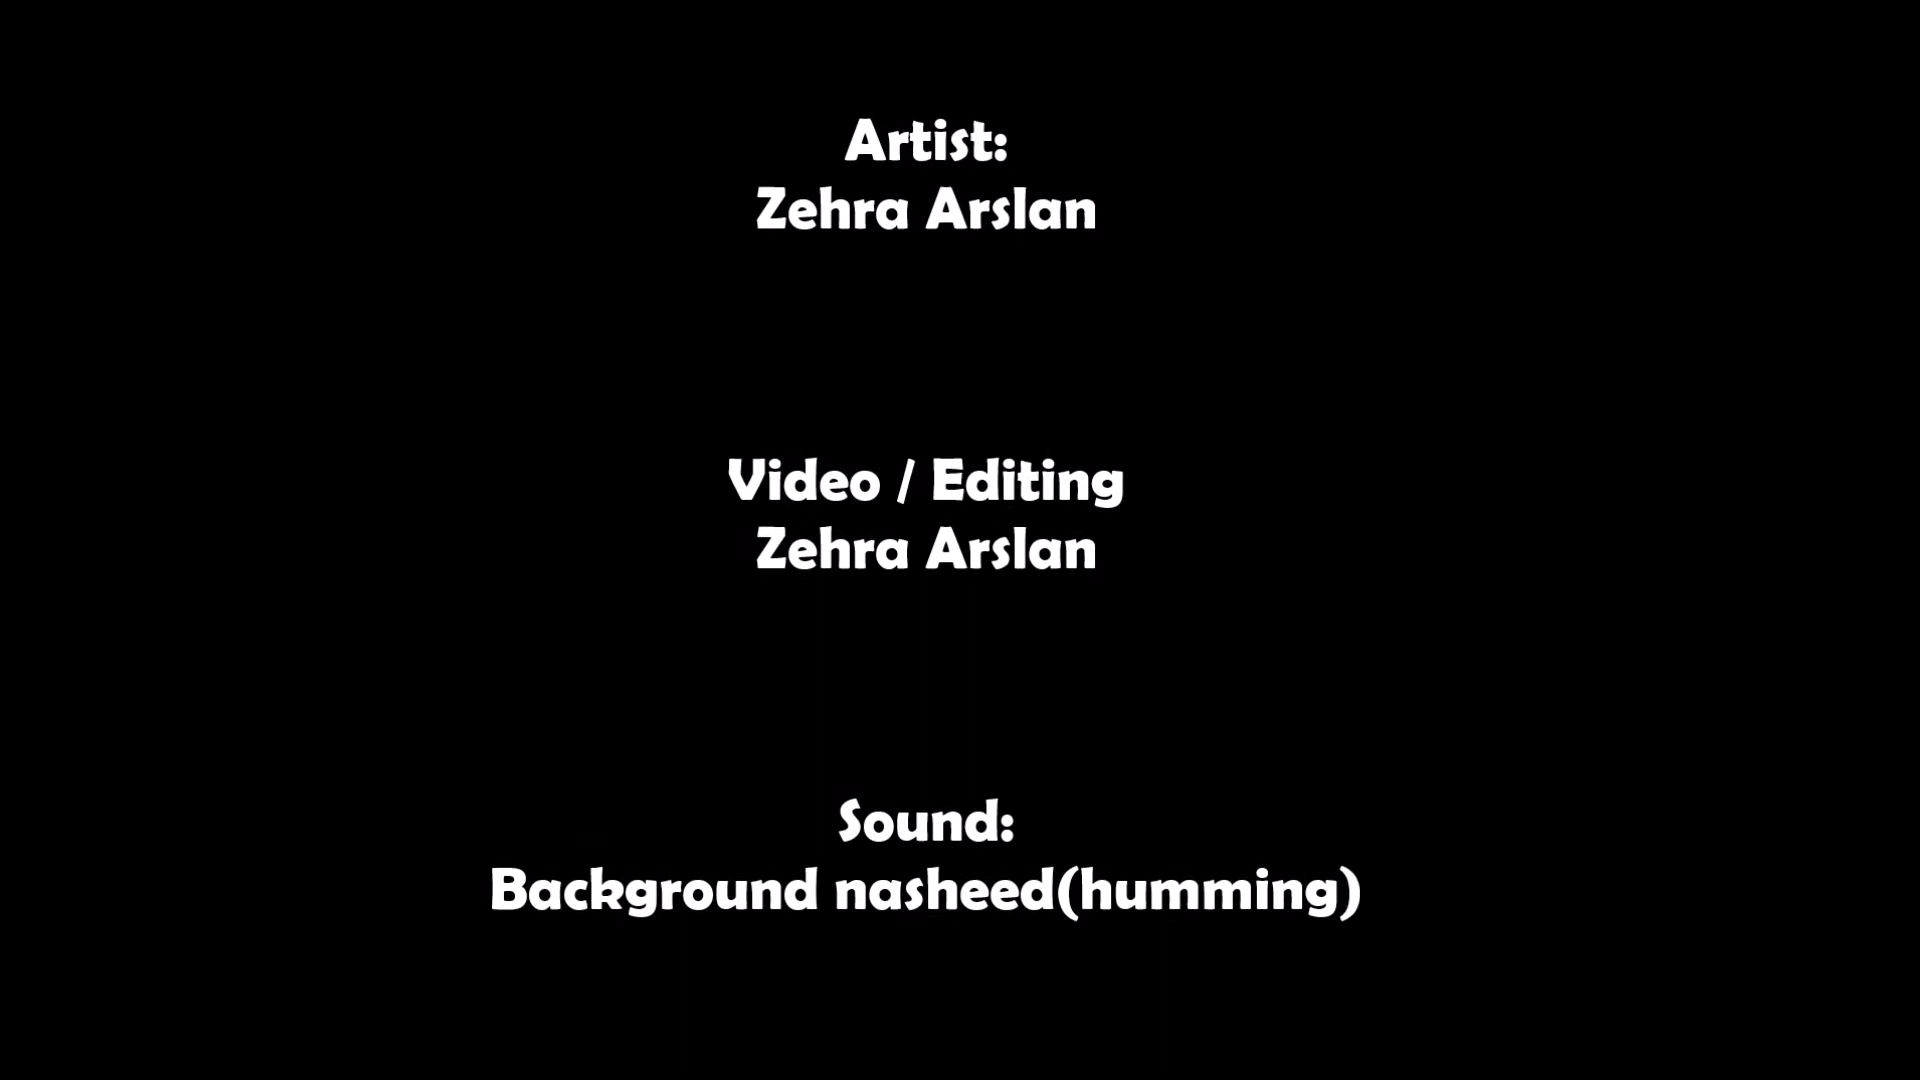 Artist:
Zehra Arslan
Video / Editing
Zehra Arslan
Sound:
Background nasheed(humming)